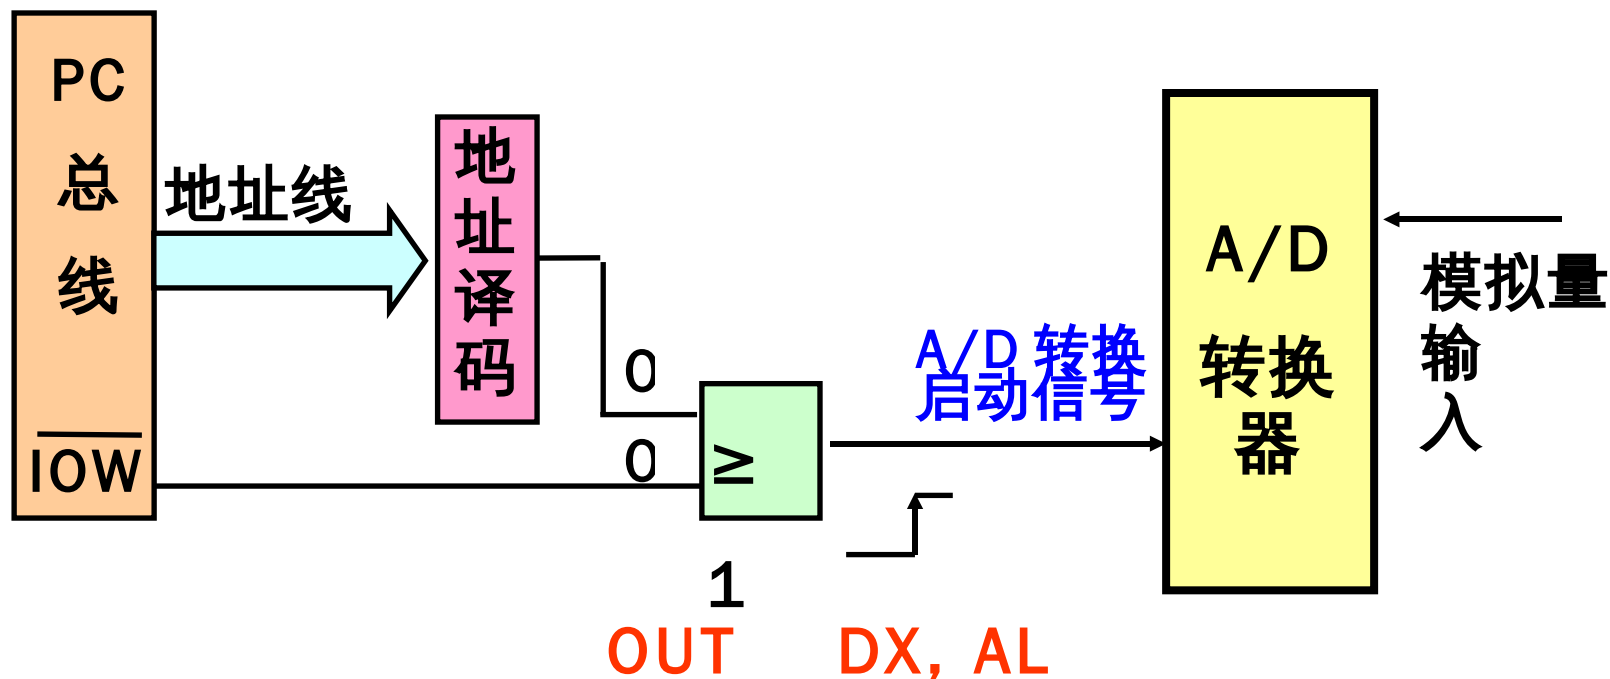 PC
总
线
IOW
地址线
地
址
译
码
0
0
≥
1
A/D 转换
启动信号
A/D
转换
器
模拟量
输
入
OUT DX, AL